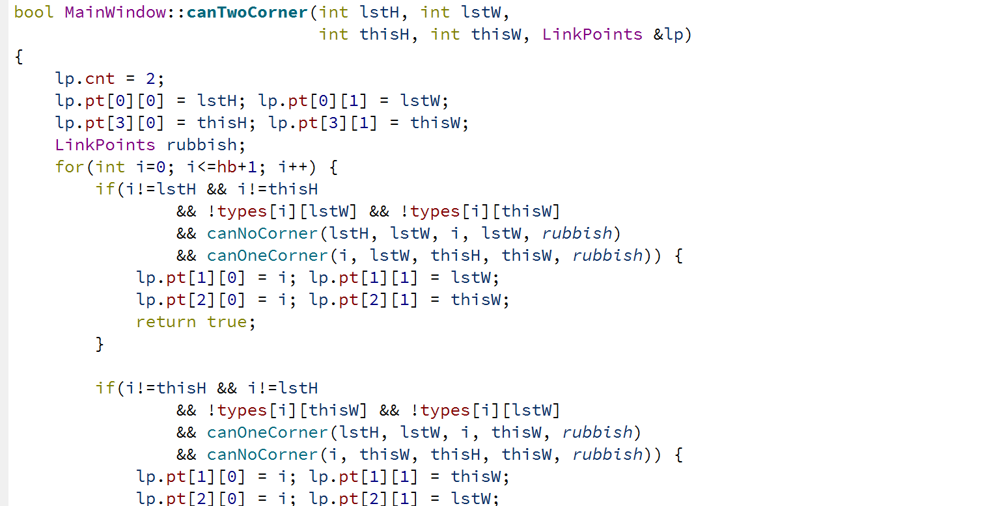 bool MainWindow::canTwoCorner(int lstH, int lstW,
                              int thisH, int thisW, LinkPoints &lp)
{
    lp.cnt = 2;
    lp.pt[0][0] = lstH; lp.pt[0][1] = lstW;
    lp.pt[3][0] = thisH; lp.pt[3][1] = thisW;
    LinkPoints rubbish;
    for(int i=0; i<=hb+1; i++) {
        if(i!=lstH && i!=thisH
                && !types[i][lstW] && !types[i][thisW]
                && canNoCorner(lstH, lstW, i, lstW, rubbish)
                && canOneCorner(i, lstW, thisH, thisW, rubbish)) {
            lp.pt[1][0] = i; lp.pt[1][1] = lstW;
            lp.pt[2][0] = i; lp.pt[2][1] = thisW;
            return true;
        }

        if(i!=thisH && i!=lstH
                && !types[i][thisW] && !types[i][lstW]
                && canOneCorner(lstH, lstW, i, thisW, rubbish)
                && canNoCorner(i, thisW, thisH, thisW, rubbish)) {
            lp.pt[1][0] = i; lp.pt[1][1] = thisW;
            lp.pt[2][0] = i; lp.pt[2][1] = lstW;